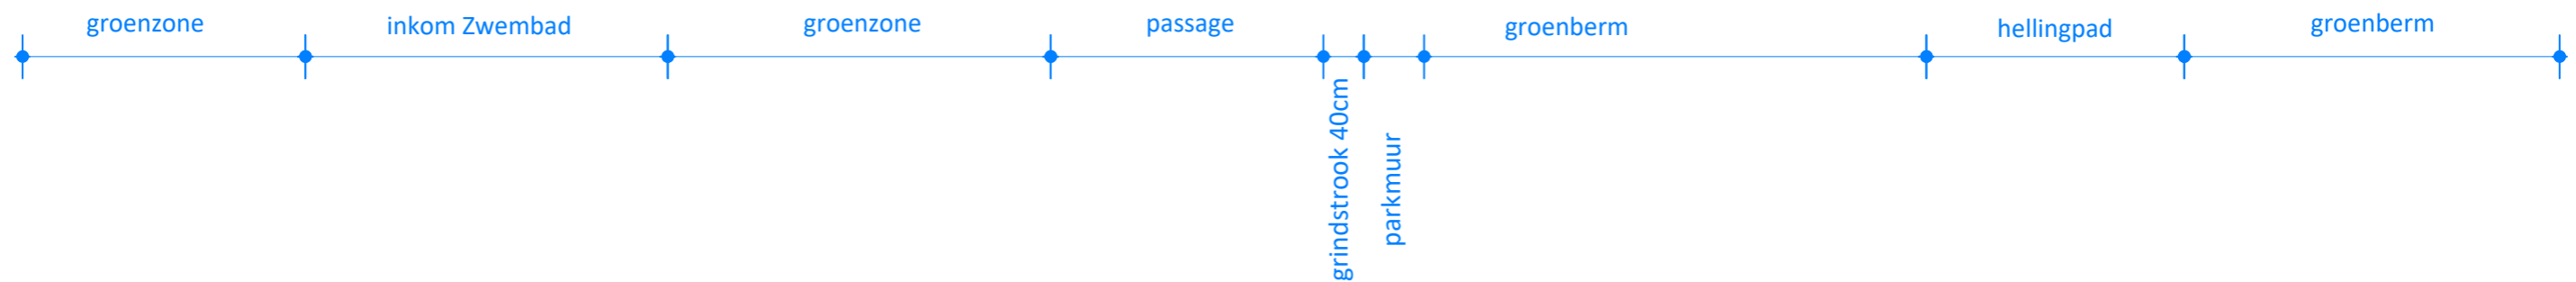 groenzone
inkom Zwembad
groenzone
passage
grindstrook 40cm
parkmuur
groenberm
hellingpad
groenberm